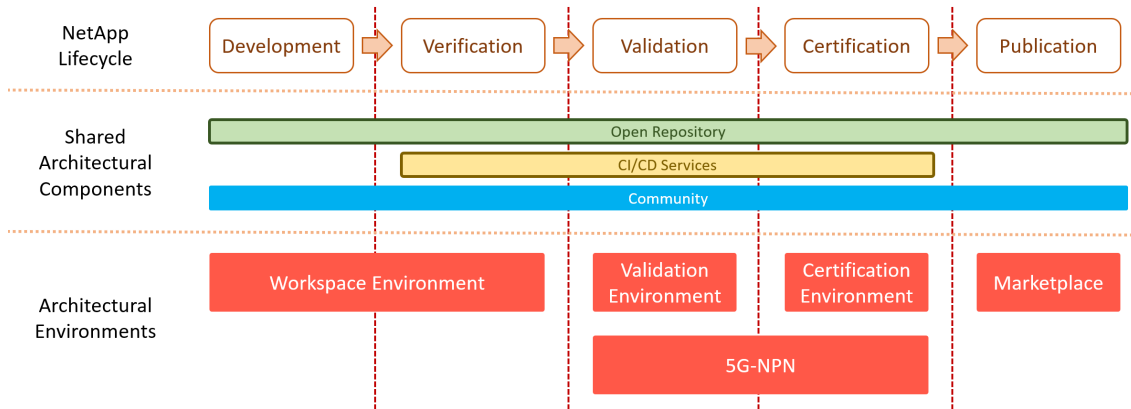 NetApp
Lifecycle
Development
Verification
Validation
Certification
Publication
Shared
Architectural
Components
Open Repository
CI/CD Services
Community
Architectural
Environments
Workspace Environment
Validation
Environment
Certification
Environment
Marketplace
5G-NPN